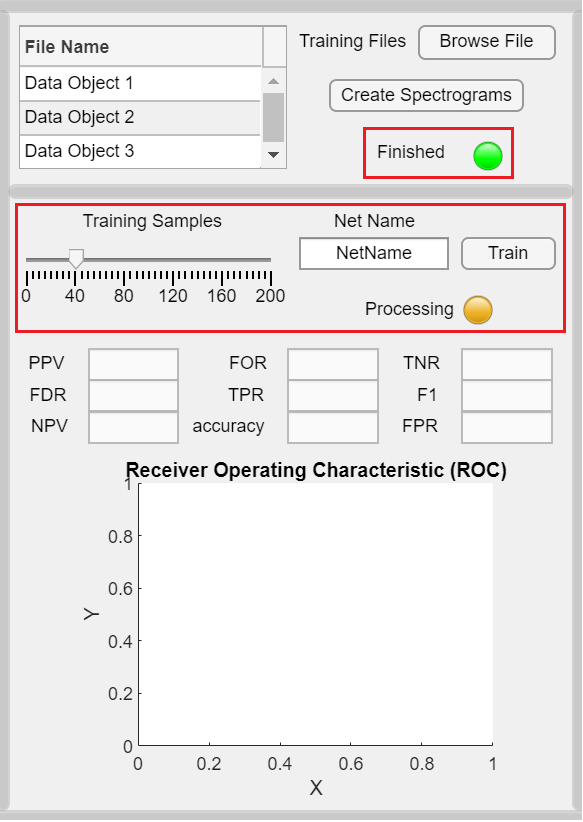 File Name
Training Files
Browse File
Data Object 1
Create Spectrograms
Data Object 2
Data Object 3
Finished
Training Samples
Net Name
NetName
Train
0 40 80 120 160 200
Processing
PPV FOR TNR
FDR TPR F1
NPV accuracy FPR
Receiver Operating Characteristic (ROC)
1
0.8
0.6
Y
0.4
0.2
0
0 0.2 0.4 0.6 0.8 1
X